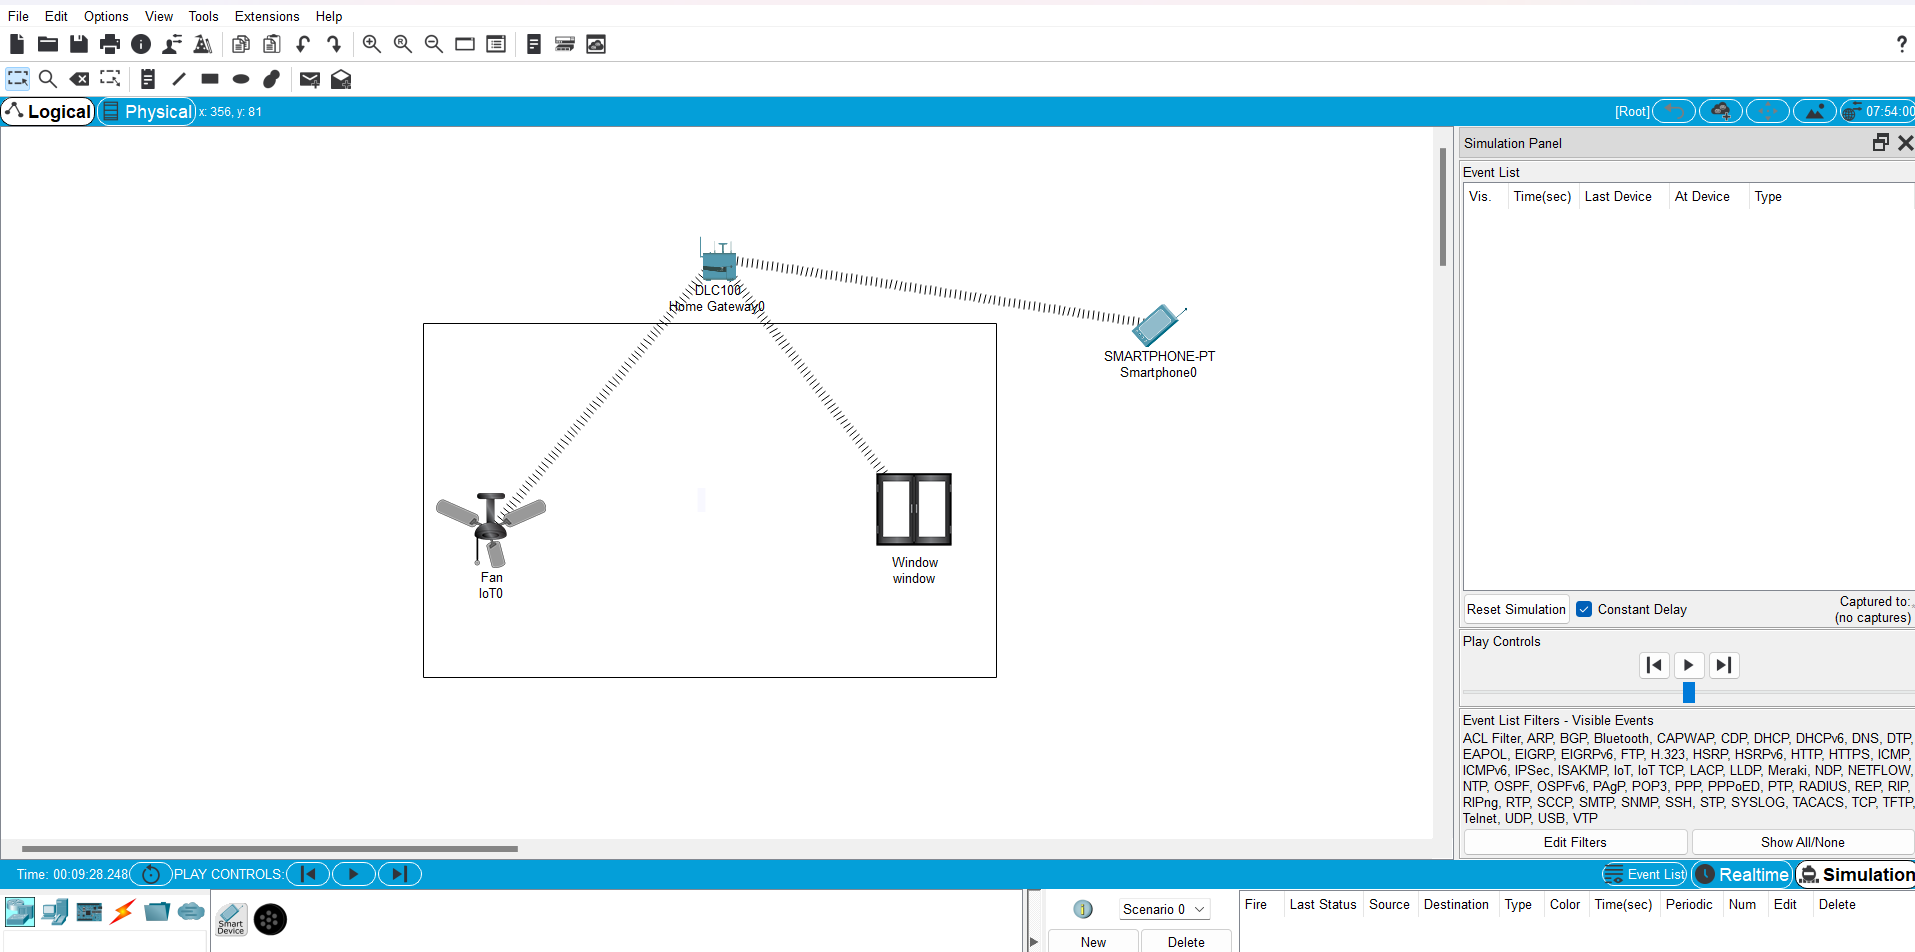 File Edit Options View Tools Extensions Help
?
Logical Physical x: 356, y: 81 [Root] 07:54:00
Simulation Panel
Event List
Vis. Time(sec) Last Device At Device Type
DLC100
Home Gateway0
SMARTPHONE-PT
Smartphone0
Window
window
Fan
IoT0
Reset Simulation Constant Delay Captured to:
(no captures)
Play Controls
Event List Filters - Visible Events
ACL Filter, ARP, BGP, Bluetooth, CAPWAP, CDP, DHCP, DHCPv6, DNS, DTP,
EAPOL, EIGRP, EIGRPv6, FTP, H.323, HSRP, HSRPv6, HTTP, HTTPS, ICMP,
ICMPv6, IPSec, ISAKMP, IoT, IoT TCP, LACP, LLDP, Meraki, NDP, NETFLOW,
NTP, OSPF, OSPFv6, PAgP, POP3, PPP, PPPoED, PTP, RADIUS, REP, RIP,
RIPng, RTP, SCCP, SMTP, SNMP, SSH, STP, SYSLOG, TACACS, TCP, TFTP,
Telnet, UDP, USB, VTP
Edit Filters Show All/None
Time: 00:09:28.248 PLAY CONTROLS: Event List Realtime Simulation
Smart
Device
Scenario 0
New Delete
Fire Last Status Source Destination Type Color Time(sec) Periodic Num Edit Delete